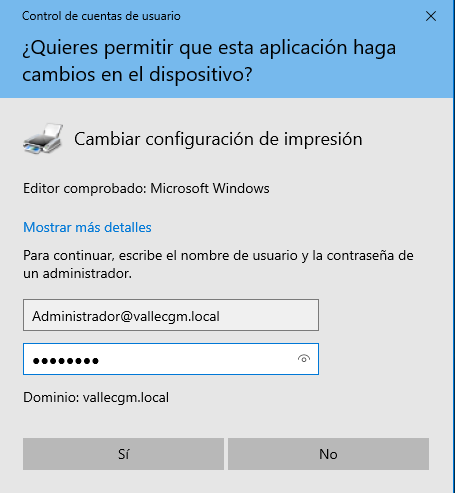 Control de cuentas de usuario
¿Quieres permitir que esta aplicación haga
cambios en el dispositivo?
Cambiar configuración de impresión
Editor comprobado: Microsoft Windows
Mostrar más detalles
Para continuar, escribe el nombre de usuario y la contraseña de
un administrador.
Administrador@vallecgm.local
●●●●●●●●
Dominio: vallecgm.local
Sí
No